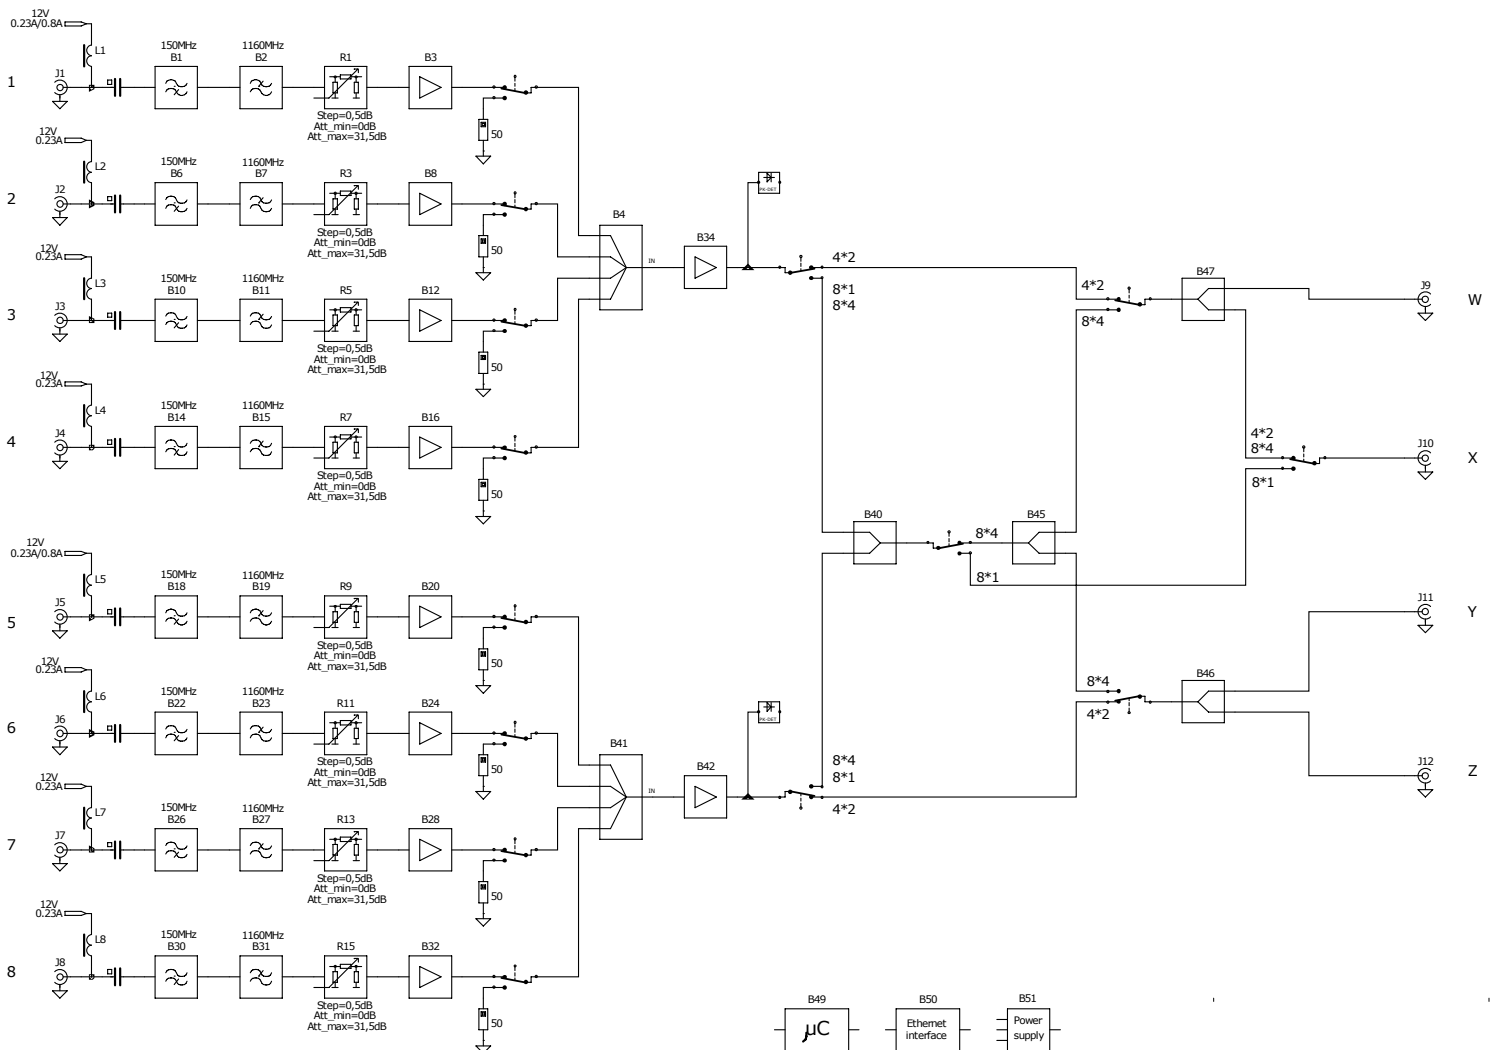 12V
0.23A/0.8A
L1
150MHz
B1
1160MHz
B2
R1
B3
1
J1
Step=0,5dB
Att_min=0dB
Att_max=31,5dB
50
12V
0.23A
L2
150MHz
B6
1160MHz
B7
R3
B8
2
J2
Step=0,5dB
Att_min=0dB
Att_max=31,5dB
50
12V
0.23A
L3
150MHz
B10
1160MHz
B11
R5
B12
3
J3
Step=0,5dB
Att_min=0dB
Att_max=31,5dB
50
12V
0.23A
L4
150MHz
B14
1160MHz
B15
R7
B16
4
J4
Step=0,5dB
Att_min=0dB
Att_max=31,5dB
50
B4
IN
B34
PK-DET
4*2
8*1
8*4
4*2
8*4
B47
J9
W
4*2
8*4
8*1
J10
X
B40
8*4
8*1
B45
12V
0.23A/0.8A
L5
150MHz
B18
1160MHz
B19
R9
B20
5
J5
Step=0,5dB
Att_min=0dB
Att_max=31,5dB
50
12V
0.23A
L6
150MHz
B22
1160MHz
B23
R11
B24
6
J6
Step=0,5dB
Att_min=0dB
Att_max=31,5dB
50
12V
0.23A
L7
150MHz
B26
1160MHz
B27
R13
B28
7
J7
Step=0,5dB
Att_min=0dB
Att_max=31,5dB
50
12V
0.23A
L8
150MHz
B30
1160MHz
B31
R15
B32
8
J8
Step=0,5dB
Att_min=0dB
Att_max=31,5dB
50
B41
IN
B42
PK-DET
8*4
8*1
4*2
8*4
4*2
B46
J11
Y
J12
Z
B49
µC
B50
Ethernet
interface
B51
Power
supply